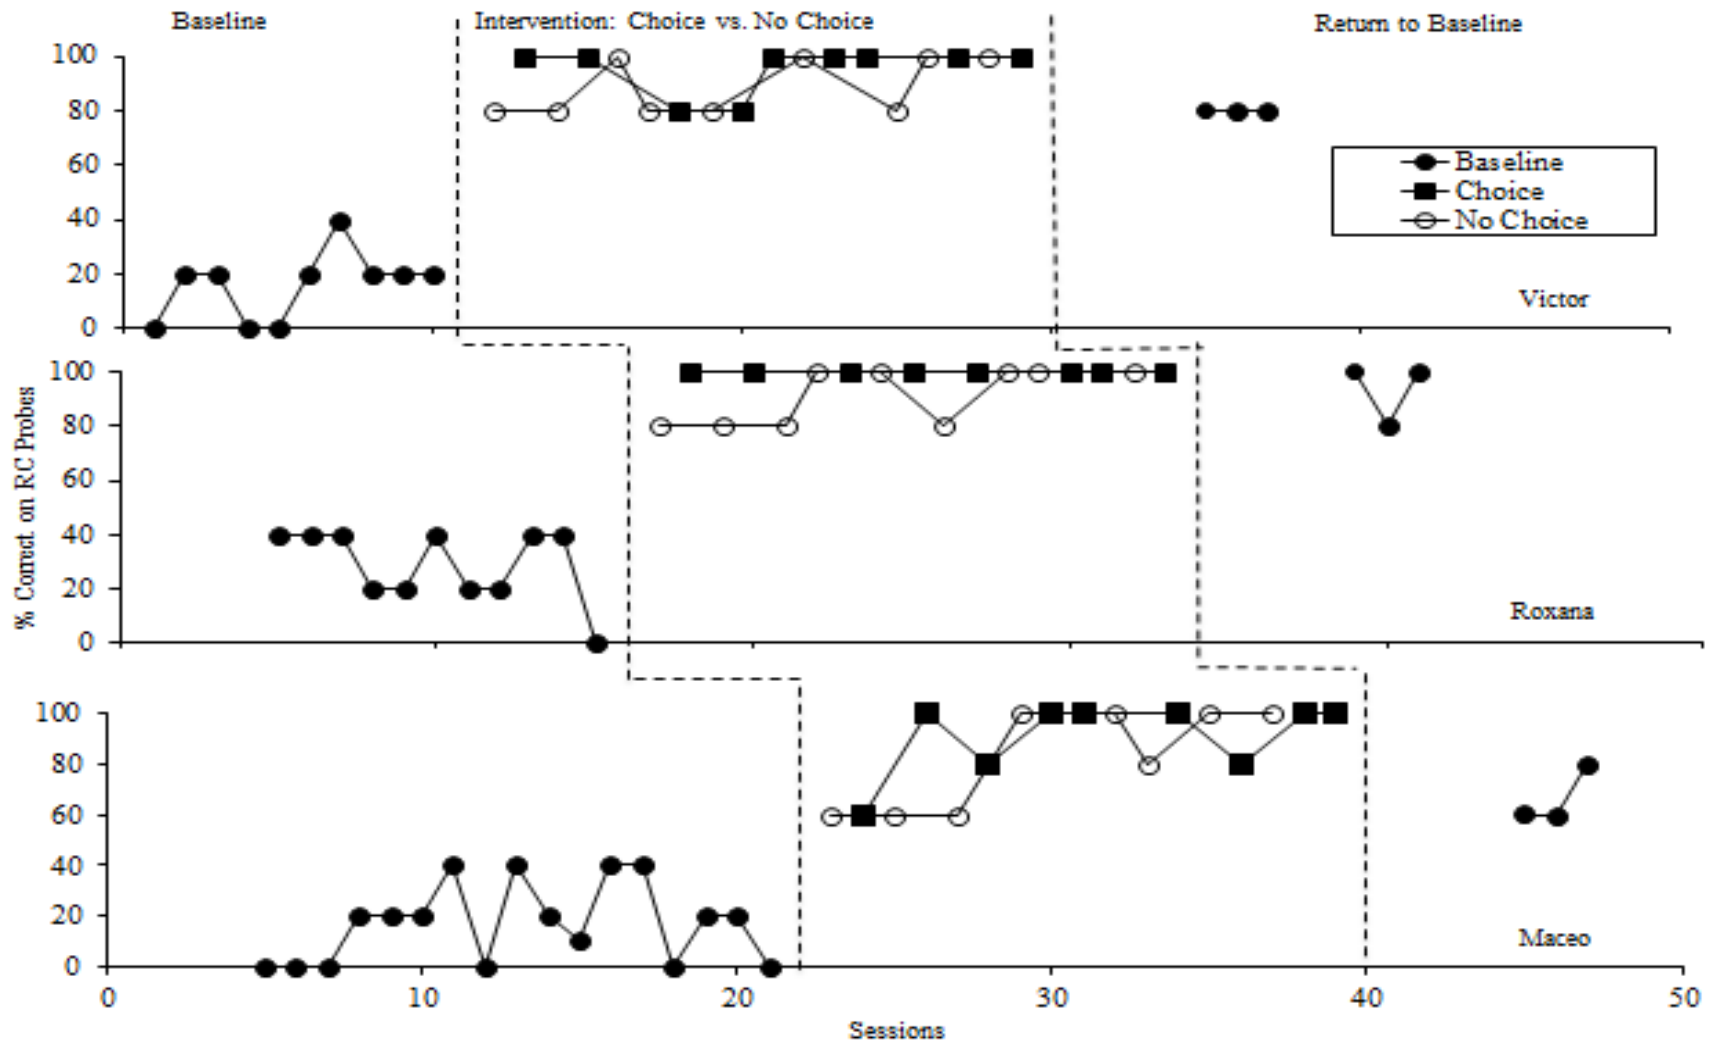 Baseline
Intervention: Choice vs. No Choice
Return to Baseline
100
80
60
40
20
0
Baseline
Choice
No Choice
Victor
% Correct on RC Probes
100
80
60
40
20
0
Roxana
100
80
60
40
20
0
Maceo
0 10 20 30 40 50
Sessions